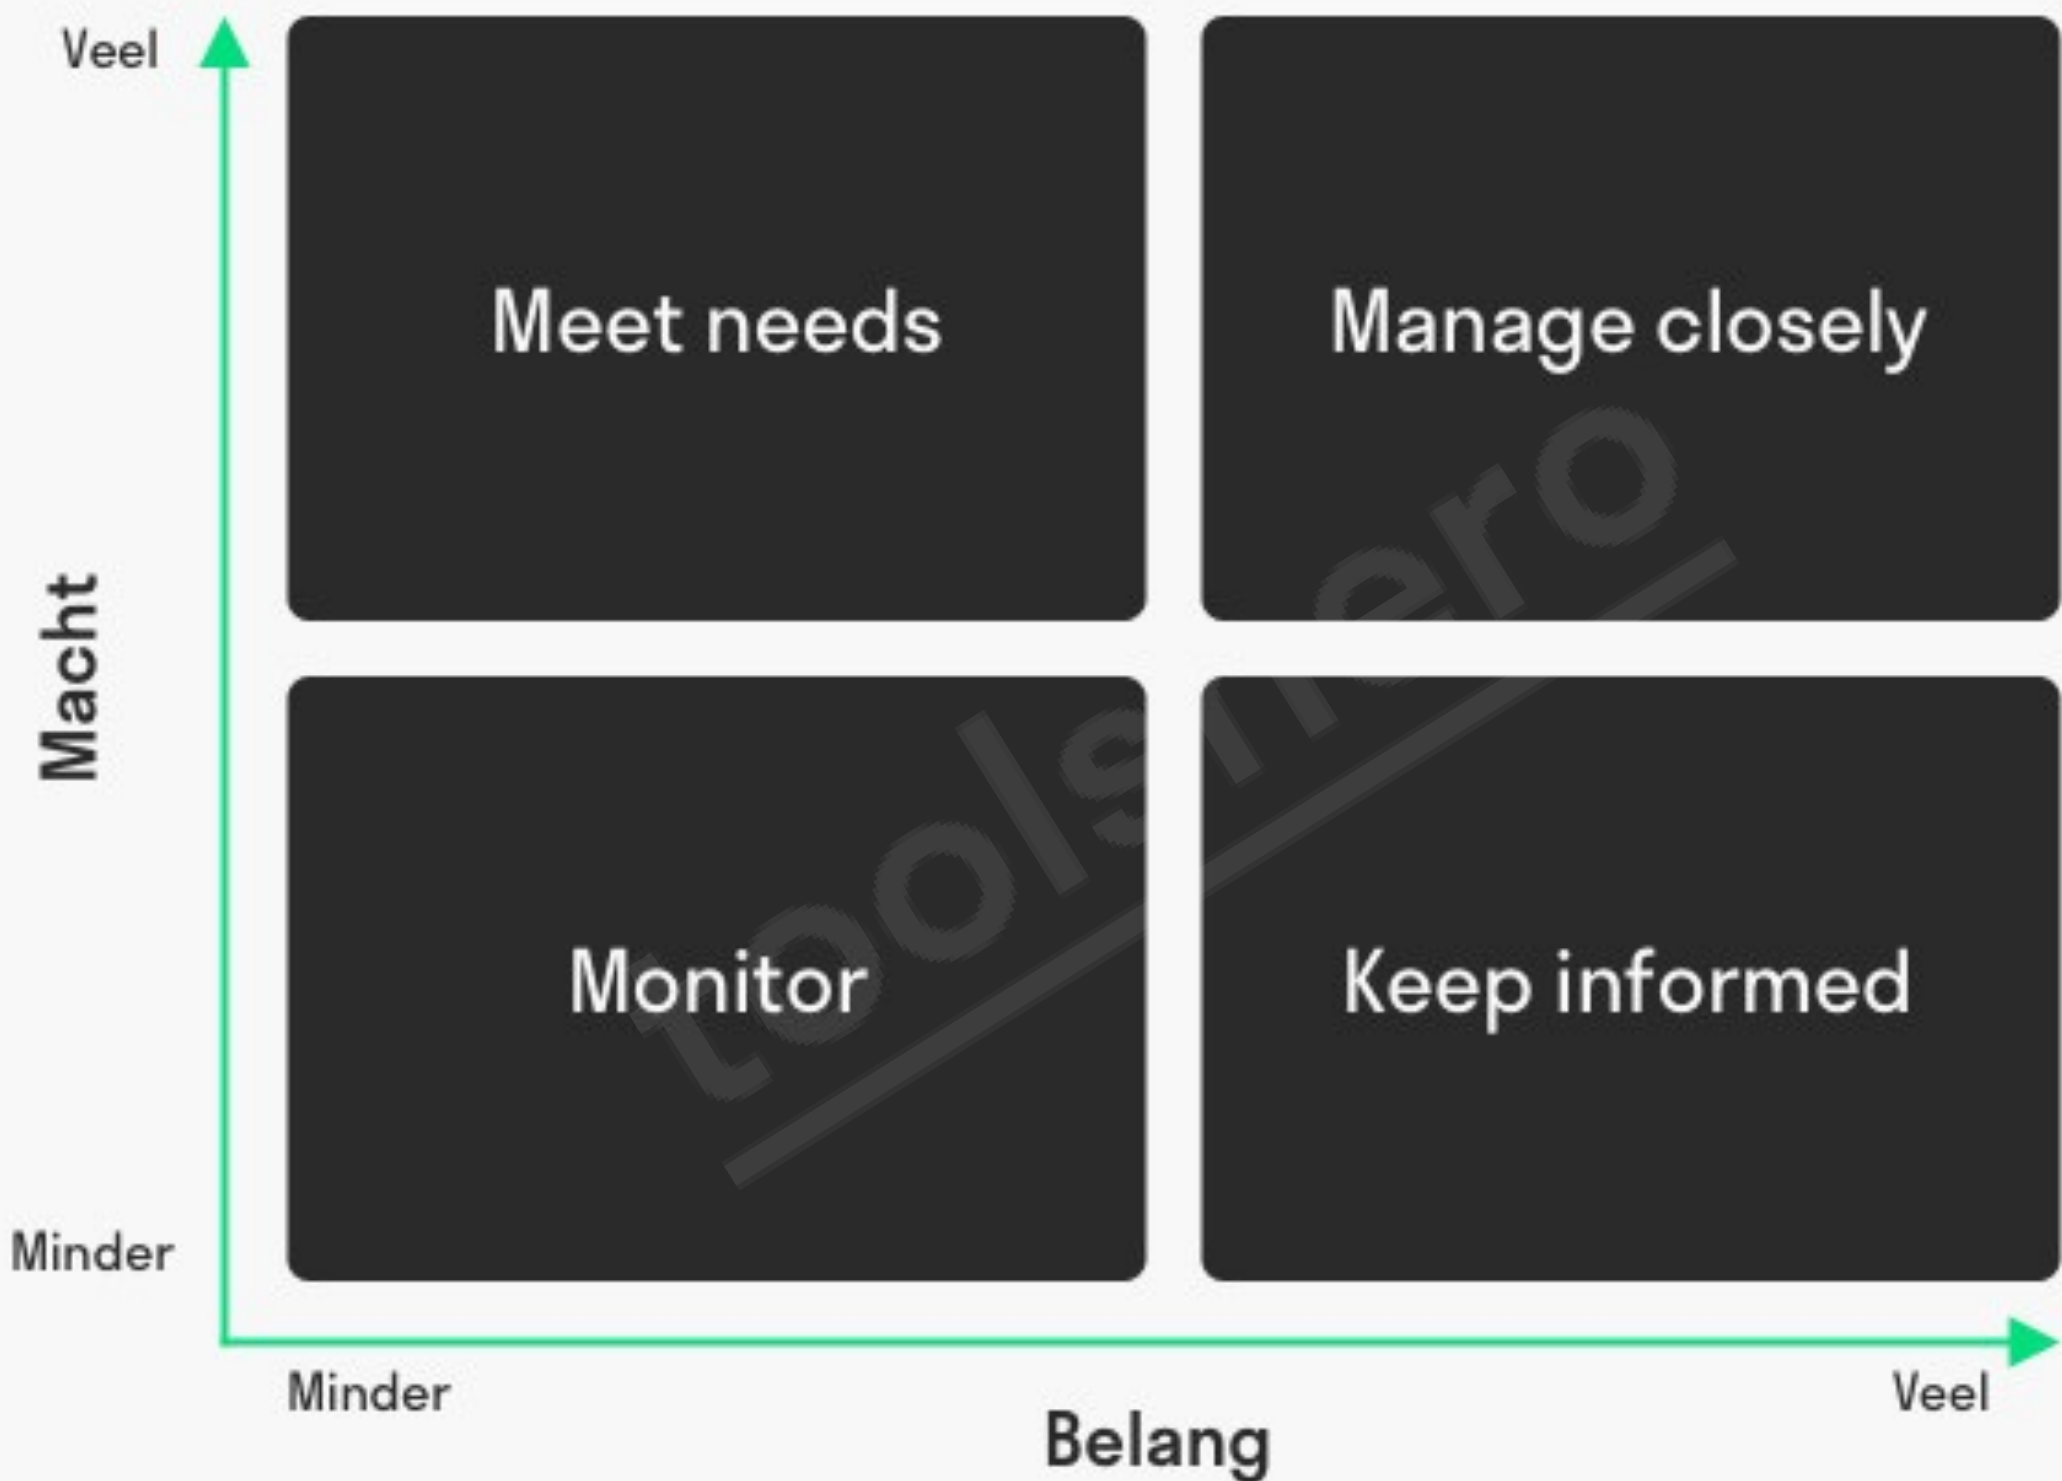 Veel
Meet needs
Manage closely
Macht
Monitor
Keep informed
Minder
Minder
Veel
Belang
toolshero